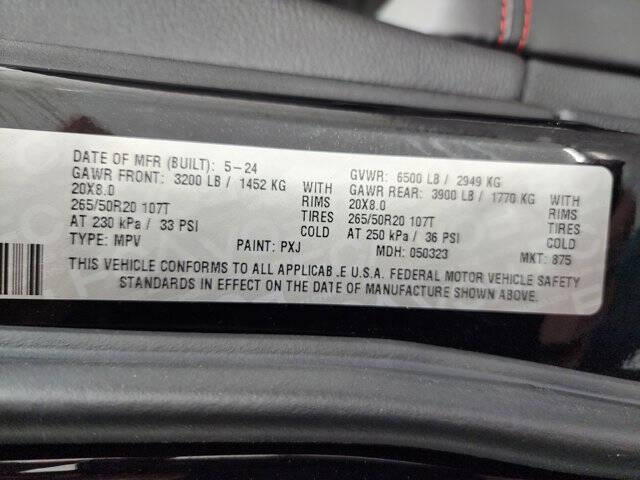 DATE OF MFR (BUILT): 5-24 GVWR: 6500 LB / 2949 KG
GAWR FRONT: 3200 LB / 1452 KG WITH GAWR REAR: 3900 LB / 1770 KG WITH
20X8.0 RIMS 20X8.0 RIMS
265/50R20 107T TIRES 265/50R20 107T TIRES
AT 230 kPa / 33 PSI COLD AT 250 kPa / 36 PSI COLD
TYPE: MPV PAINT: PXJ MDH: 050323 MKT: 875
THIS VEHICLE CONFORMS TO ALL APPLICAB.E U.S.A. FEDERAL MOTOR VEHICLE SAFETY
STANDARDS IN EFFECT ON THE DATE OF MANUFACTURE SHOWN ABOVE.